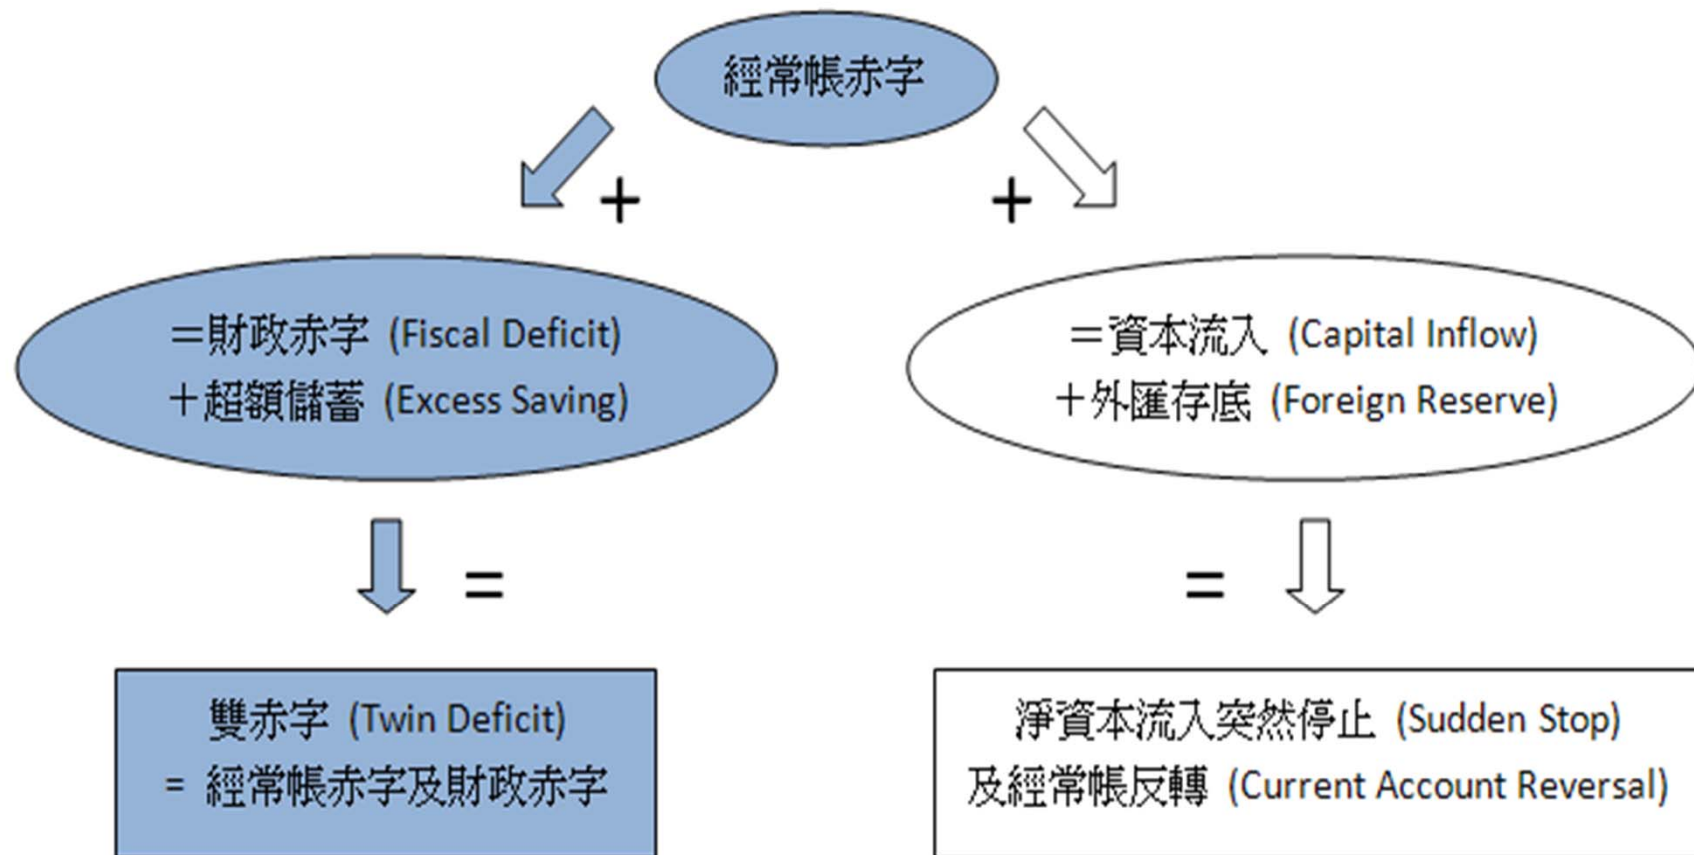 經常帳赤字
+
+
＝財政赤字 (Fiscal Deficit)
＋超額儲蓄 (Excess Saving)
＝資本流入 (Capital Inflow)
＋外匯存底 (Foreign Reserve)
=
=
雙赤字 (Twin Deficit)
= 經常帳赤字及財政赤字
淨資本流入突然停止 (Sudden Stop)
及經常帳反轉 (Current Account Reversal)